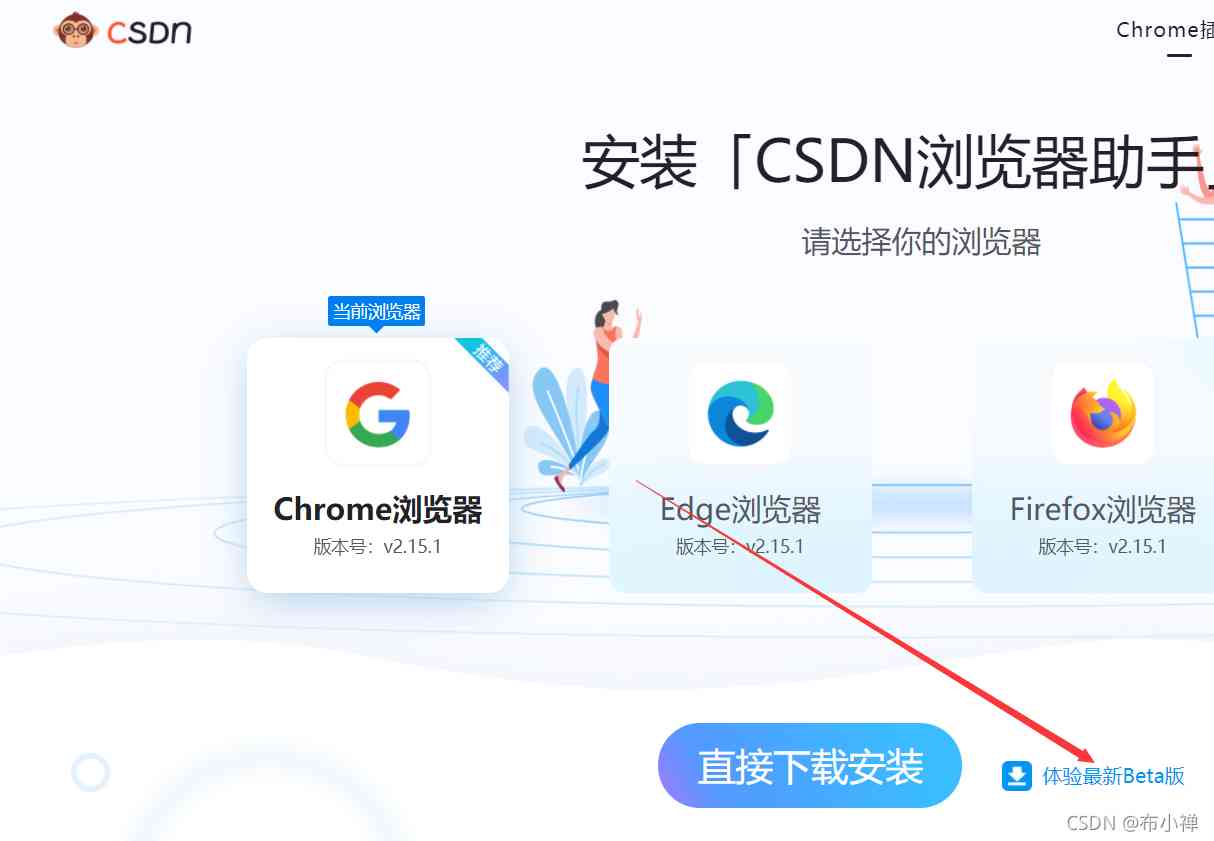 CSDN
Chrome插
安装「CSDN浏览器助手」
请选择你的浏览器
当前浏览器
推荐
Chrome浏览器
版本号：v2.15.1
Edge浏览器
版本号：v2.15.1
Firefox浏览器
版本号：v2.15.1
直接下载安装
体验最新Beta版
CSDN @布小禅